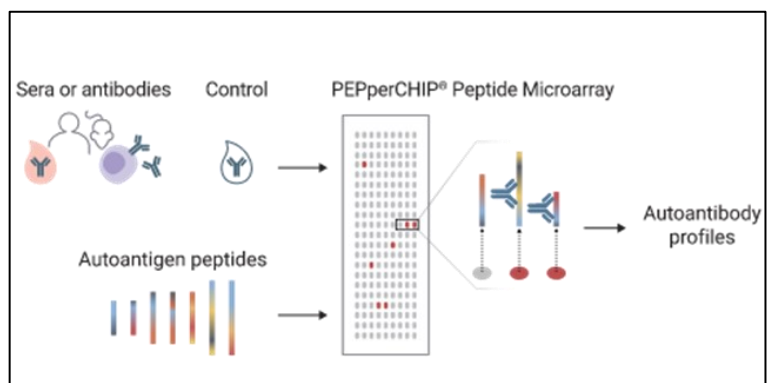 Sera or antibodies
Control
PEPperCHIP® Peptide Microarray
Autoantigen peptides
Autoantibody
profiles